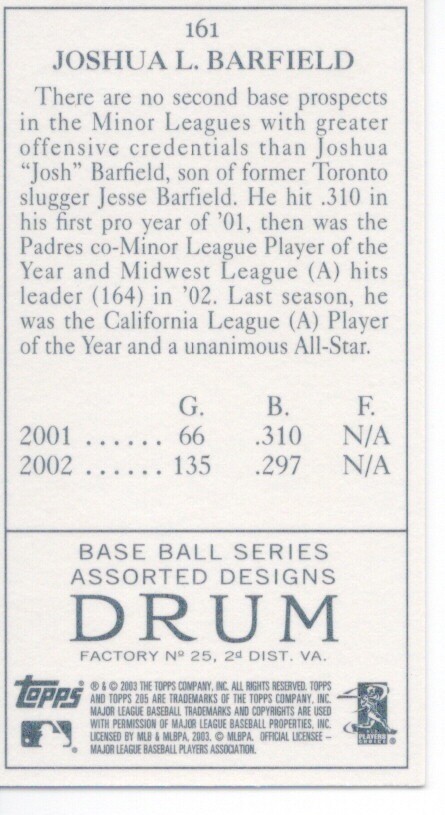 161
JOSHUA L. BARFIELD
There are no second base prospects
in the Minor Leagues with greater
offensive credentials than Joshua
“Josh” Barfield, son of former Toronto
slugger Jesse Barfield. He hit .310 in
his first pro year of ’01, then was the
Padres co-Minor League Player of the
Year and Midwest League (A) hits
leader (164) in ’02. Last season, he
was the California League (A) Player
of the Year and a unanimous All-Star.
G. B. F.
2001 ...... 66 .310 N/A
2002 ...... 135 .297 N/A
BASE BALL SERIES
ASSORTED DESIGNS
DRUM
FACTORY Nº 25, 2ᵈ DIST. VA.
topps
® & © 2003 THE TOPPS COMPANY, INC. ALL RIGHTS RESERVED. TOPPS
AND TOPPS 205 ARE TRADEMARKS OF THE TOPPS COMPANY, INC.
MAJOR LEAGUE BASEBALL TRADEMARKS AND COPYRIGHTS ARE USED
WITH PERMISSION OF MAJOR LEAGUE BASEBALL PROPERTIES, INC.
LICENSED BY MLB & MLBPA, 2003. © MLBPA. OFFICIAL LICENSEE –
MAJOR LEAGUE BASEBALL PLAYERS ASSOCIATION.
PLAYERS
CHOICE